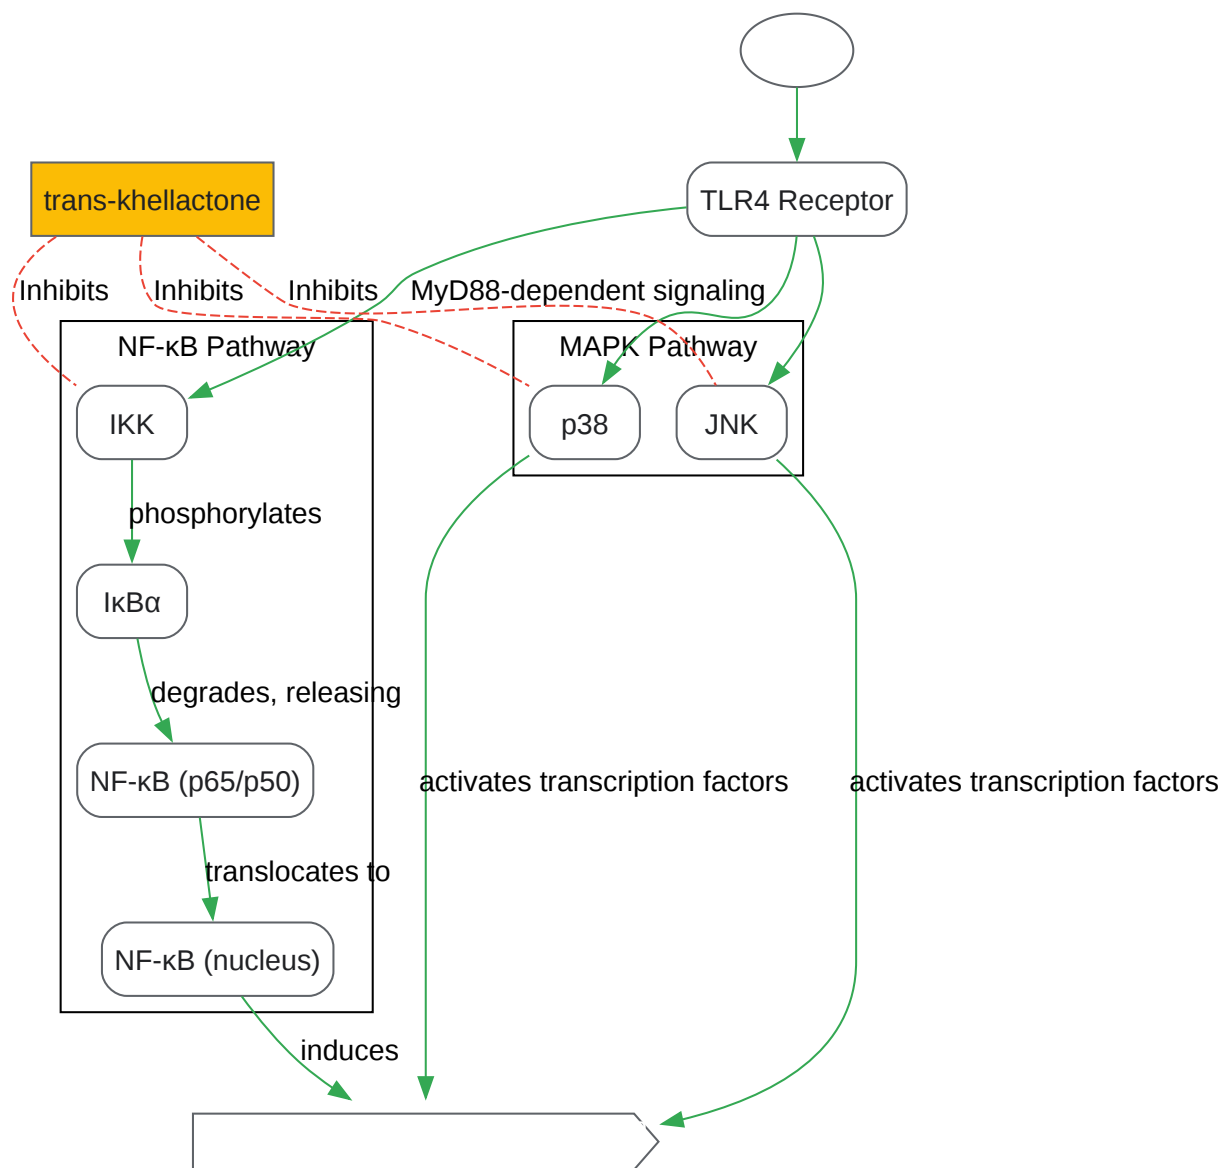 trans-khellactone
TLR4 Receptor
Inhibits
Inhibits
Inhibits
MyD88-dependent signaling
NF-κB Pathway
MAPK Pathway
IKK
p38
JNK
phosphorylates
IκBα
degrades, releasing
NF-κB (p65/p50)
activates transcription factors
activates transcription factors
translocates to
NF-κB (nucleus)
induces